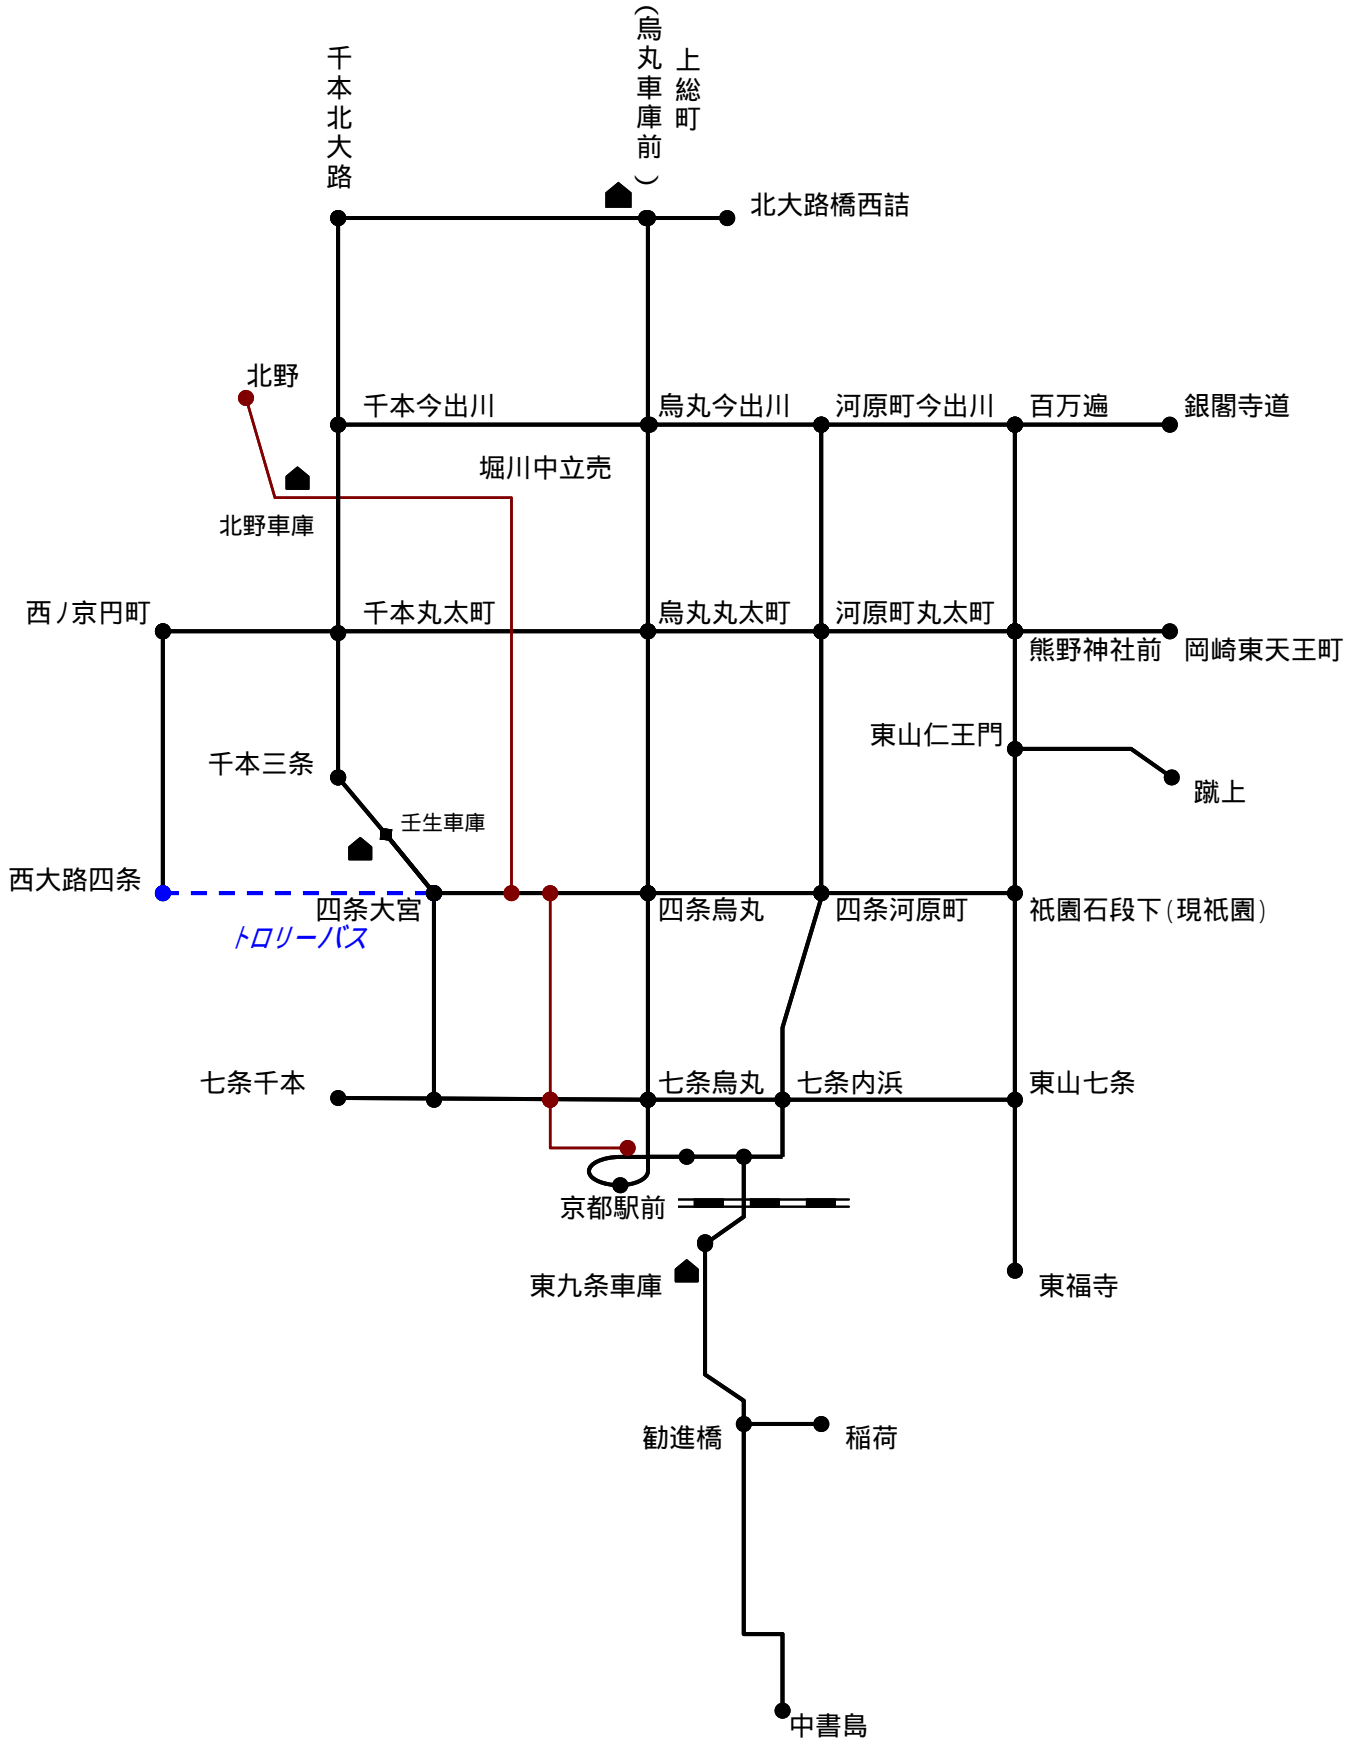 千本北大路
(烏丸車庫前)
上総町
北大路橋西詰
北野
千本今出川
烏丸今出川
河原町今出川
百万遍
銀閣寺道
堀川中立売
北野車庫
西ノ京円町
千本丸太町
烏丸丸太町
河原町丸太町
熊野神社前
岡崎東天王町
東山仁王門
千本三条
蹴上
壬生車庫
西大路四条
四条大宮
四条烏丸
四条河原町
祇園石段下(現祇園)
トロリーバス
七条千本
七条烏丸
七条内浜
東山七条
京都駅前
東九条車庫
東福寺
勧進橋
稲荷
中書島